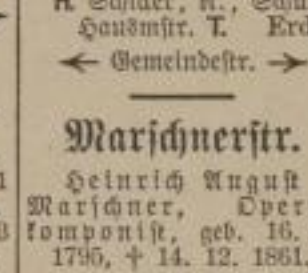 Hausmſtr. T. Erd
← Gemeindeſtr. →
Marſchnerſtr.
Heinrich Auguſt
Marſchner, Oper
komponiſt, geb. 16.
1795, † 14. 12. 1861